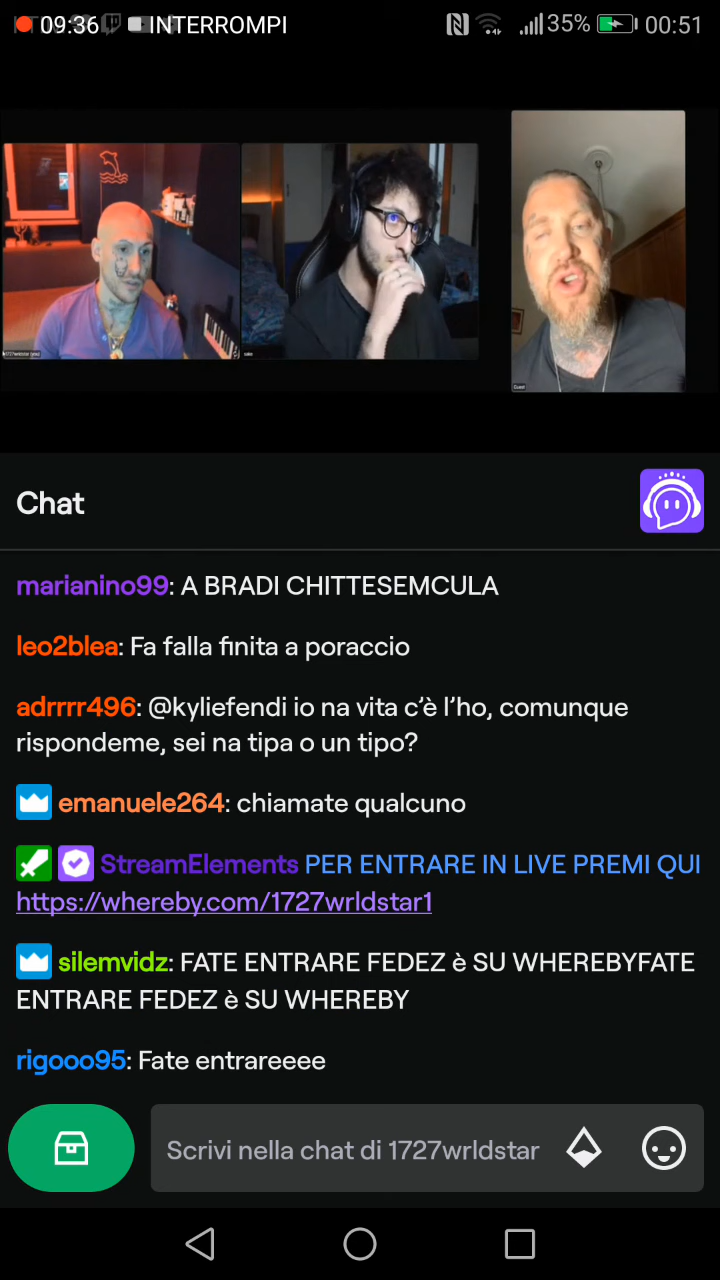 09:36 INTERROMPI 35% 00:51
1727wrldstar (you)
Guest
Chat
marianino99: A BRADI CHITTESEMCULA
leo2blea: Fa falla finita a poraccio
adrrrr496: @kyliefendi io na vita c’è l’ho, comunque
rispondeme, sei na tipa o un tipo?
emanuele264: chiamate qualcuno
StreamElements PER ENTRARE IN LIVE PREMI QUI
https://whereby.com/1727wrldstar1
silemvidz: FATE ENTRARE FEDEZ è SU WHEREBYFATE
ENTRARE FEDEZ è SU WHEREBY
rigooo95: Fate entrareeee
Scrivi nella chat di 1727wrldstar